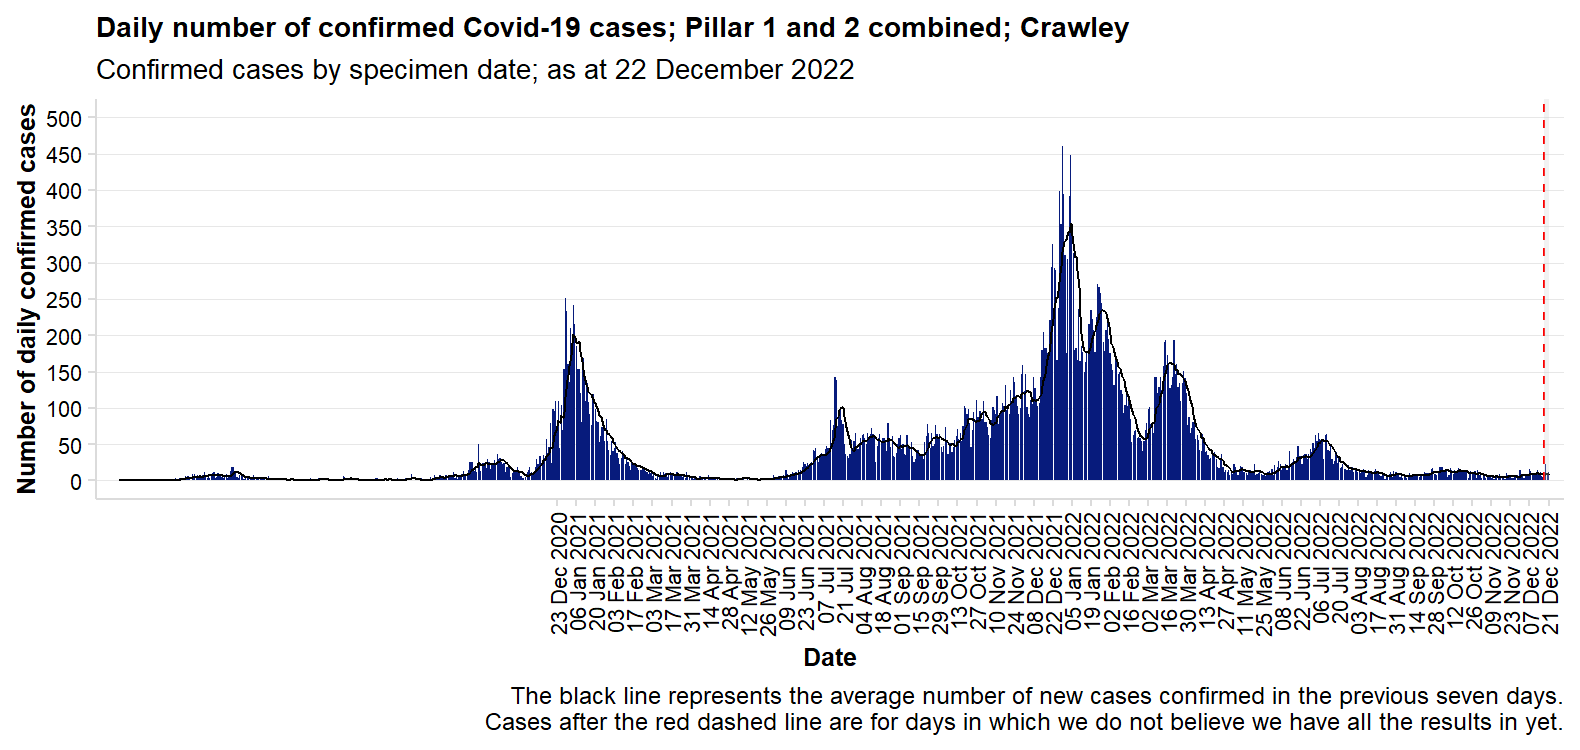 Daily number of confirmed Covid-19 cases; Pillar 1 and 2 combined; Crawley
Confirmed cases by specimen date; as at 22 December 2022
Number of daily confirmed cases
500
450
400
350
300
250
200
150
100
50
0
23 Dec 2020
06 Jan 2021
20 Jan 2021
03 Feb 2021
17 Feb 2021
03 Mar 2021
17 Mar 2021
31 Mar 2021
14 Apr 2021
28 Apr 2021
12 May 2021
26 May 2021
09 Jun 2021
23 Jun 2021
07 Jul 2021
21 Jul 2021
04 Aug 2021
18 Aug 2021
01 Sep 2021
15 Sep 2021
29 Sep 2021
13 Oct 2021
27 Oct 2021
10 Nov 2021
24 Nov 2021
08 Dec 2021
22 Dec 2021
05 Jan 2022
19 Jan 2022
02 Feb 2022
16 Feb 2022
02 Mar 2022
16 Mar 2022
30 Mar 2022
13 Apr 2022
27 Apr 2022
11 May 2022
25 May 2022
08 Jun 2022
22 Jun 2022
06 Jul 2022
20 Jul 2022
03 Aug 2022
17 Aug 2022
31 Aug 2022
14 Sep 2022
28 Sep 2022
12 Oct 2022
26 Oct 2022
09 Nov 2022
23 Nov 2022
07 Dec 2022
21 Dec 2022
Date
The black line represents the average number of new cases confirmed in the previous seven days.
Cases after the red dashed line are for days in which we do not believe we have all the results in yet.